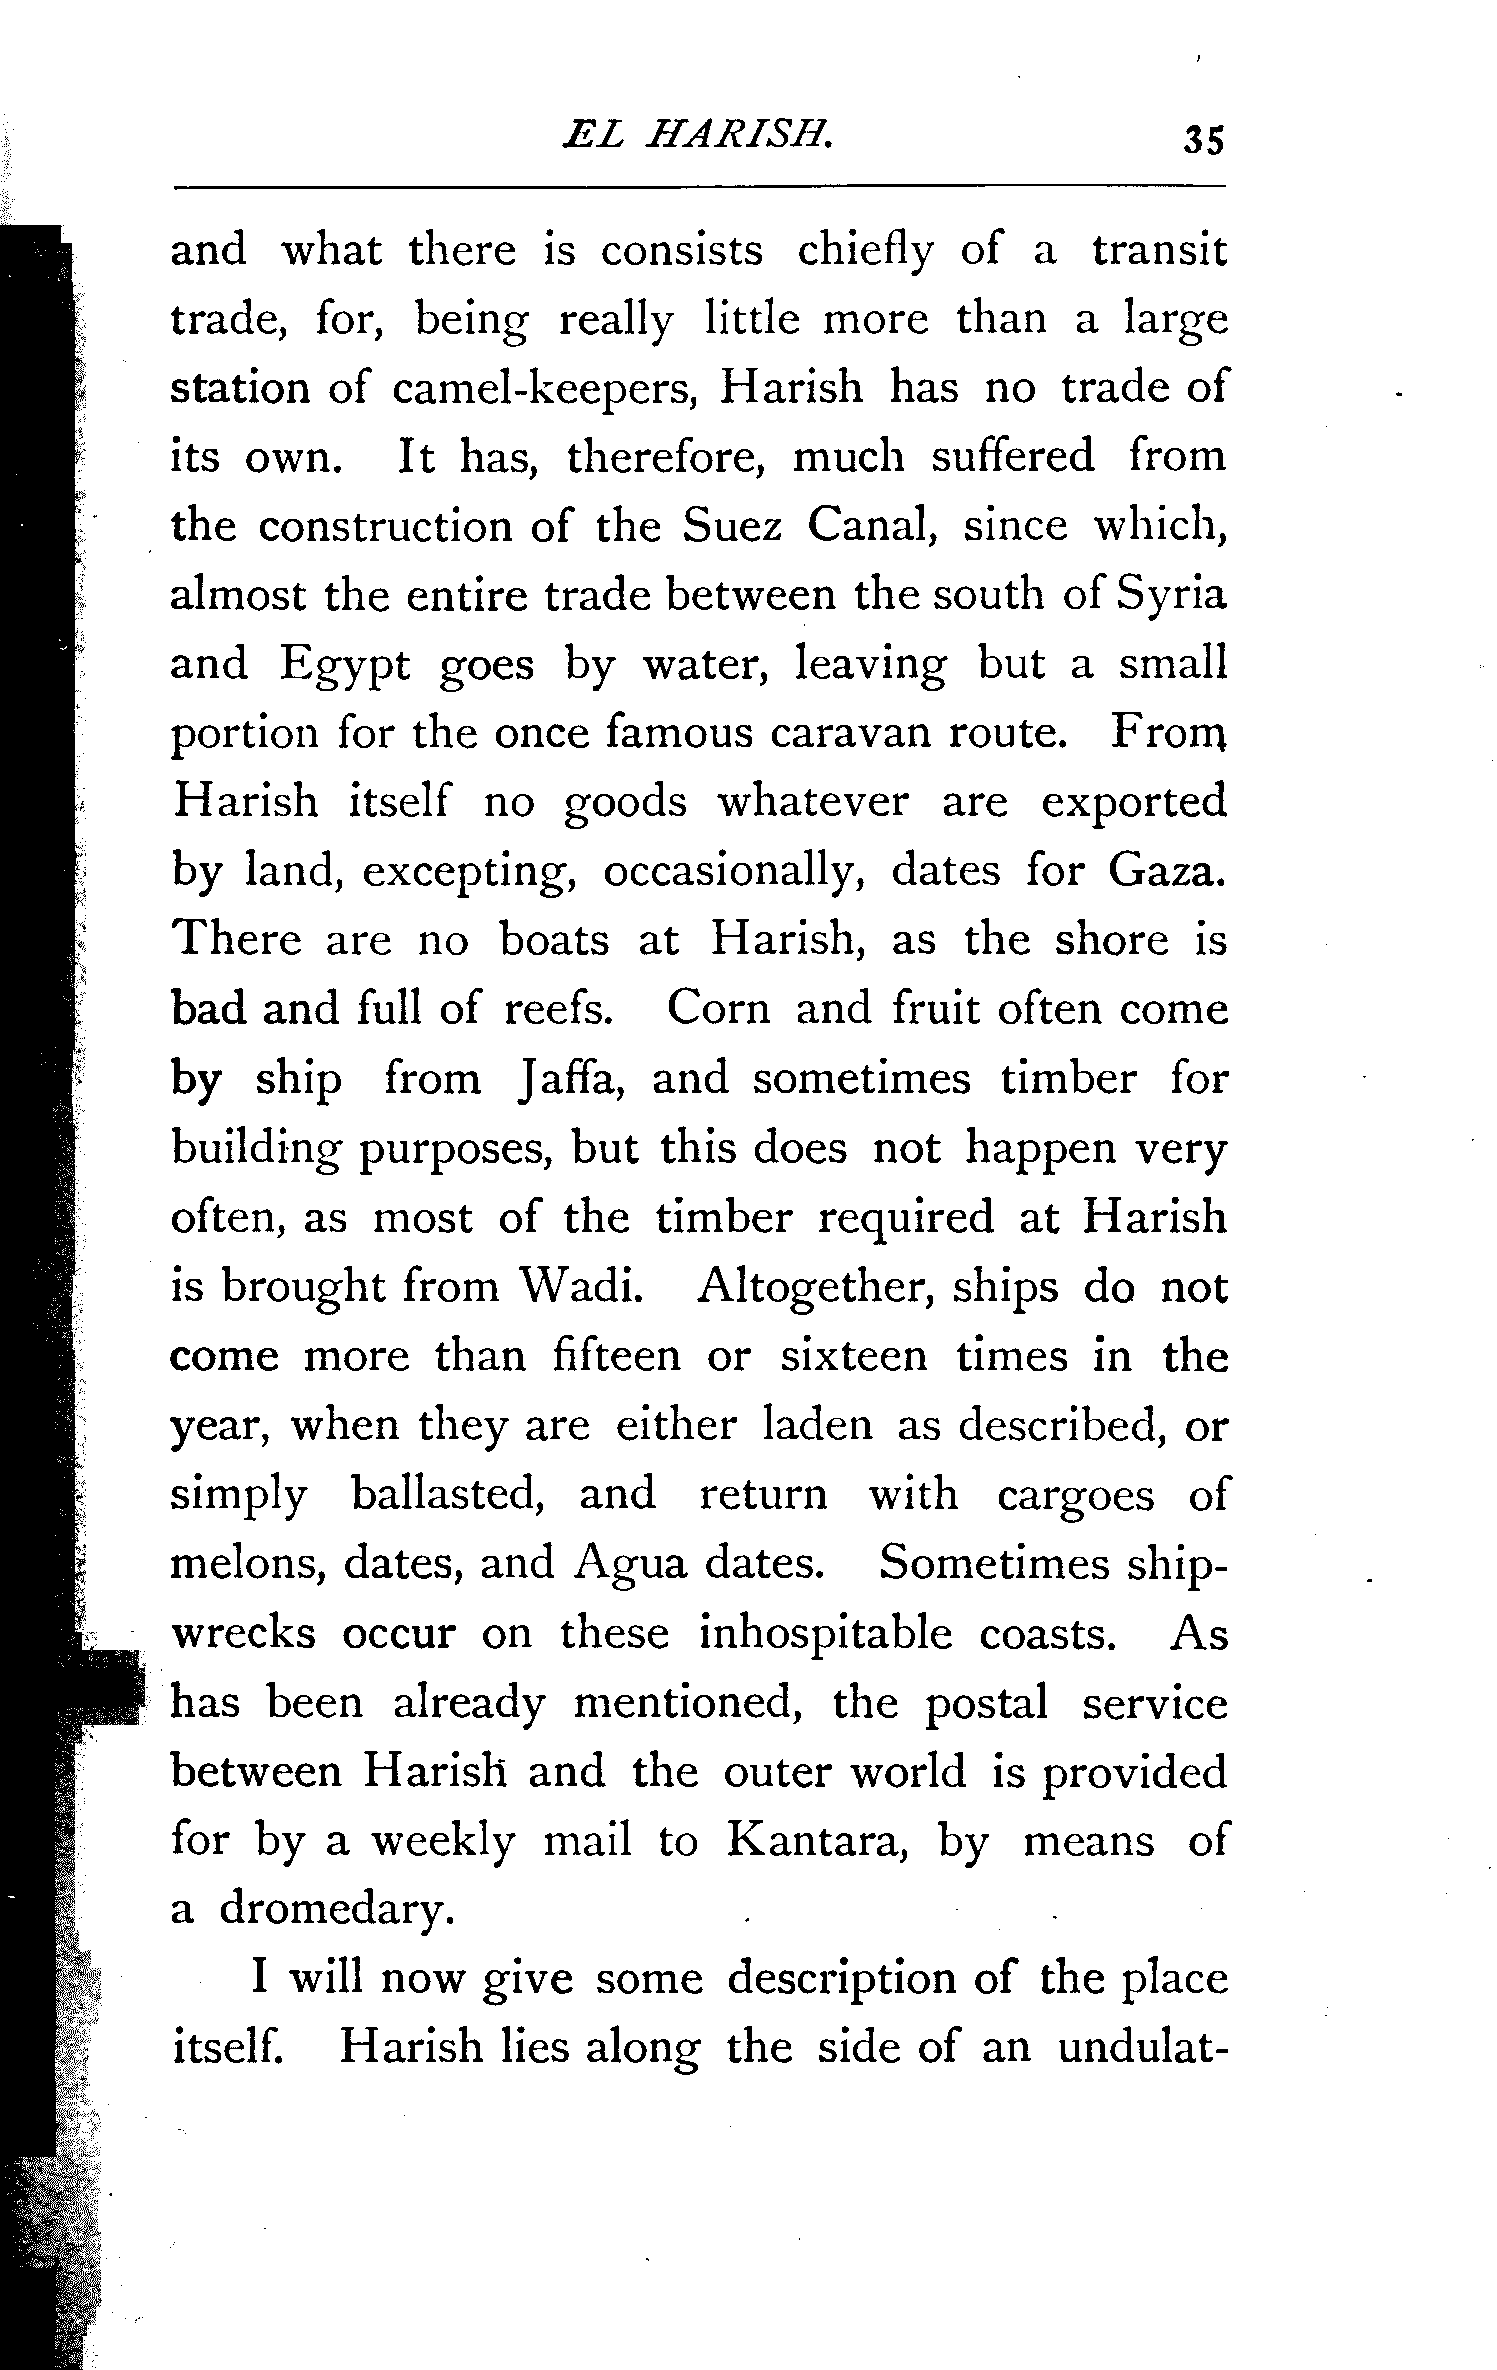 EL HARISH. 35
and what there is consists chiefly of a transit
trade, for, being really little more than a large
station of camel-keepers, Harish has no trade of
its own. It has, therefore, much suffered from
the construction of the Suez Canal, since which,
almost the entire trade between the south of Syria
and Egypt goes by water, leaving but a small
portion for the once famous caravan route. From
Harish itself no goods whatever are exported
by land, excepting, occasionally, dates for Gaza.
There are no boats at Harish, as the shore is
bad and full of reefs. Corn and fruit often come
by ship from Jaffa, and sometimes timber for
building purposes, but this does not happen very
often, as most of the timber required at Harish
is brought from Wadi. Altogether, ships do not
come more than fifteen or sixteen times in the
year, when they are either laden as described, or
simply ballasted, and return with cargoes of
melons, dates, and Agua dates. Sometimes ship-
wrecks occur on these inhospitable coasts. As
has been already mentioned, the postal service
between Harish and the outer world is provided
for by a weekly mail to Kantara, by means of
a dromedary.
I will now give some description of the place
itself. Harish lies along the side of an undulat-